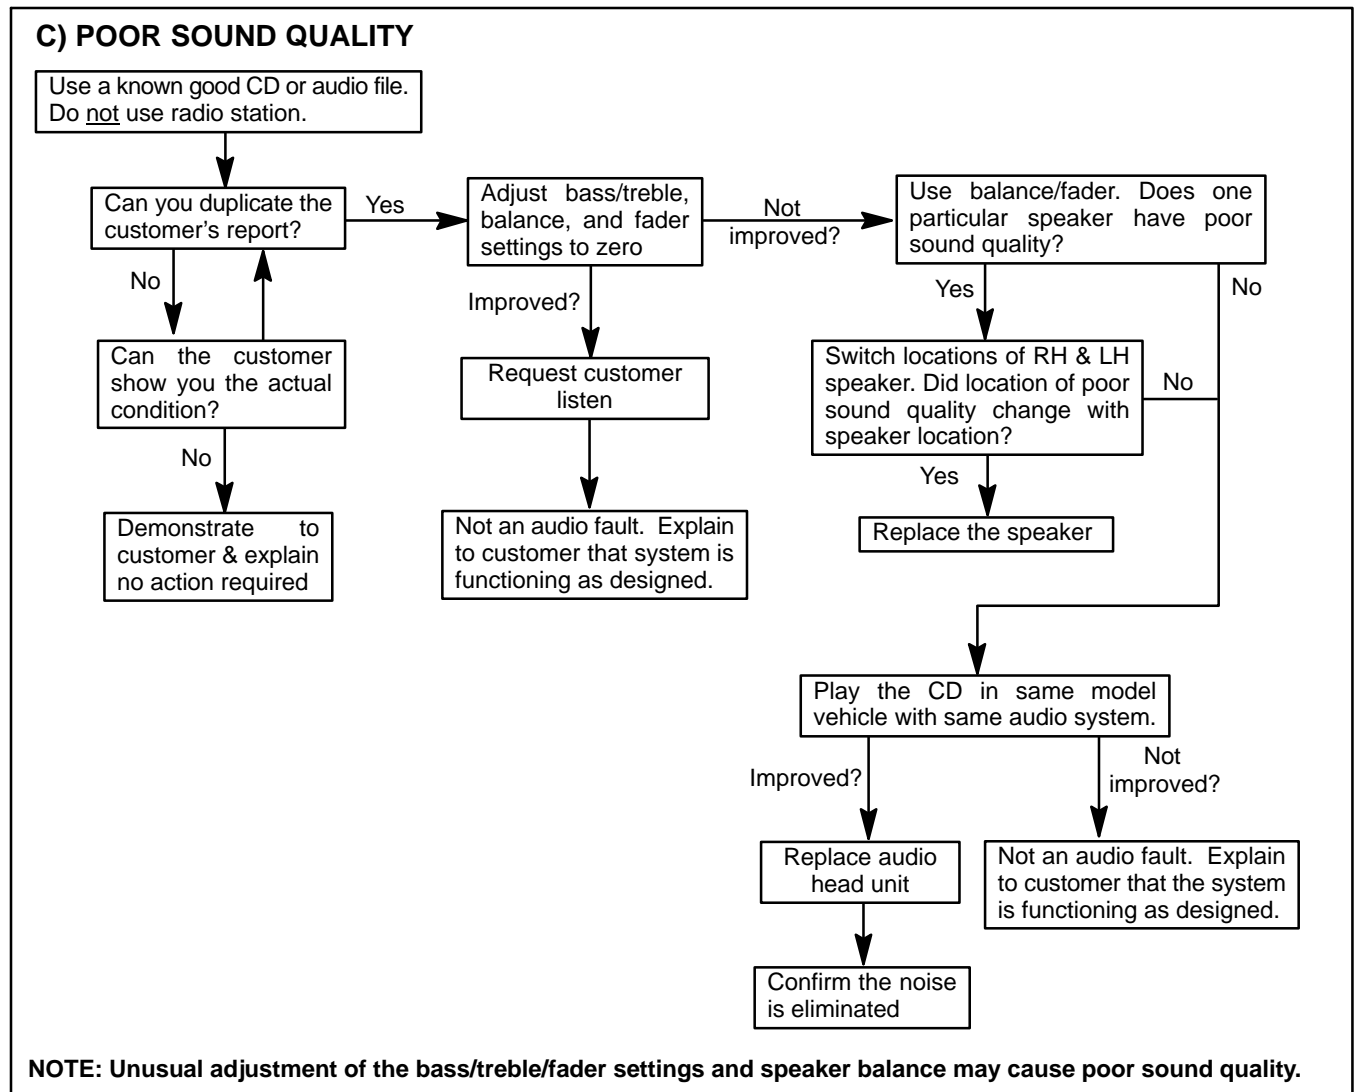 C) POOR SOUND QUALITY
Use a known good CD or audio file.
Do not use radio station.
Can you duplicate the
customer's report?
Yes
No
Can the customer
show you the actual
condition?
No
Demonstrate to
customer & explain
no action required
Adjust bass/treble,
balance, and fader
settings to zero
Not
improved?
Improved?
Request customer
listen
Not an audio fault. Explain
to customer that system is
functioning as designed.
Use balance/fader. Does one
particular speaker have poor
sound quality?
Yes
No
Switch locations of RH & LH
speaker. Did location of poor
sound quality change with
speaker location?
No
Yes
Replace the speaker
Play the CD in same model
vehicle with same audio system.
Improved?
Not
improved?
Replace audio
head unit
Confirm the noise
is eliminated
Not an audio fault. Explain
to customer that the system
is functioning as designed.
NOTE: Unusual adjustment of the bass/treble/fader settings and speaker balance may cause poor sound quality.